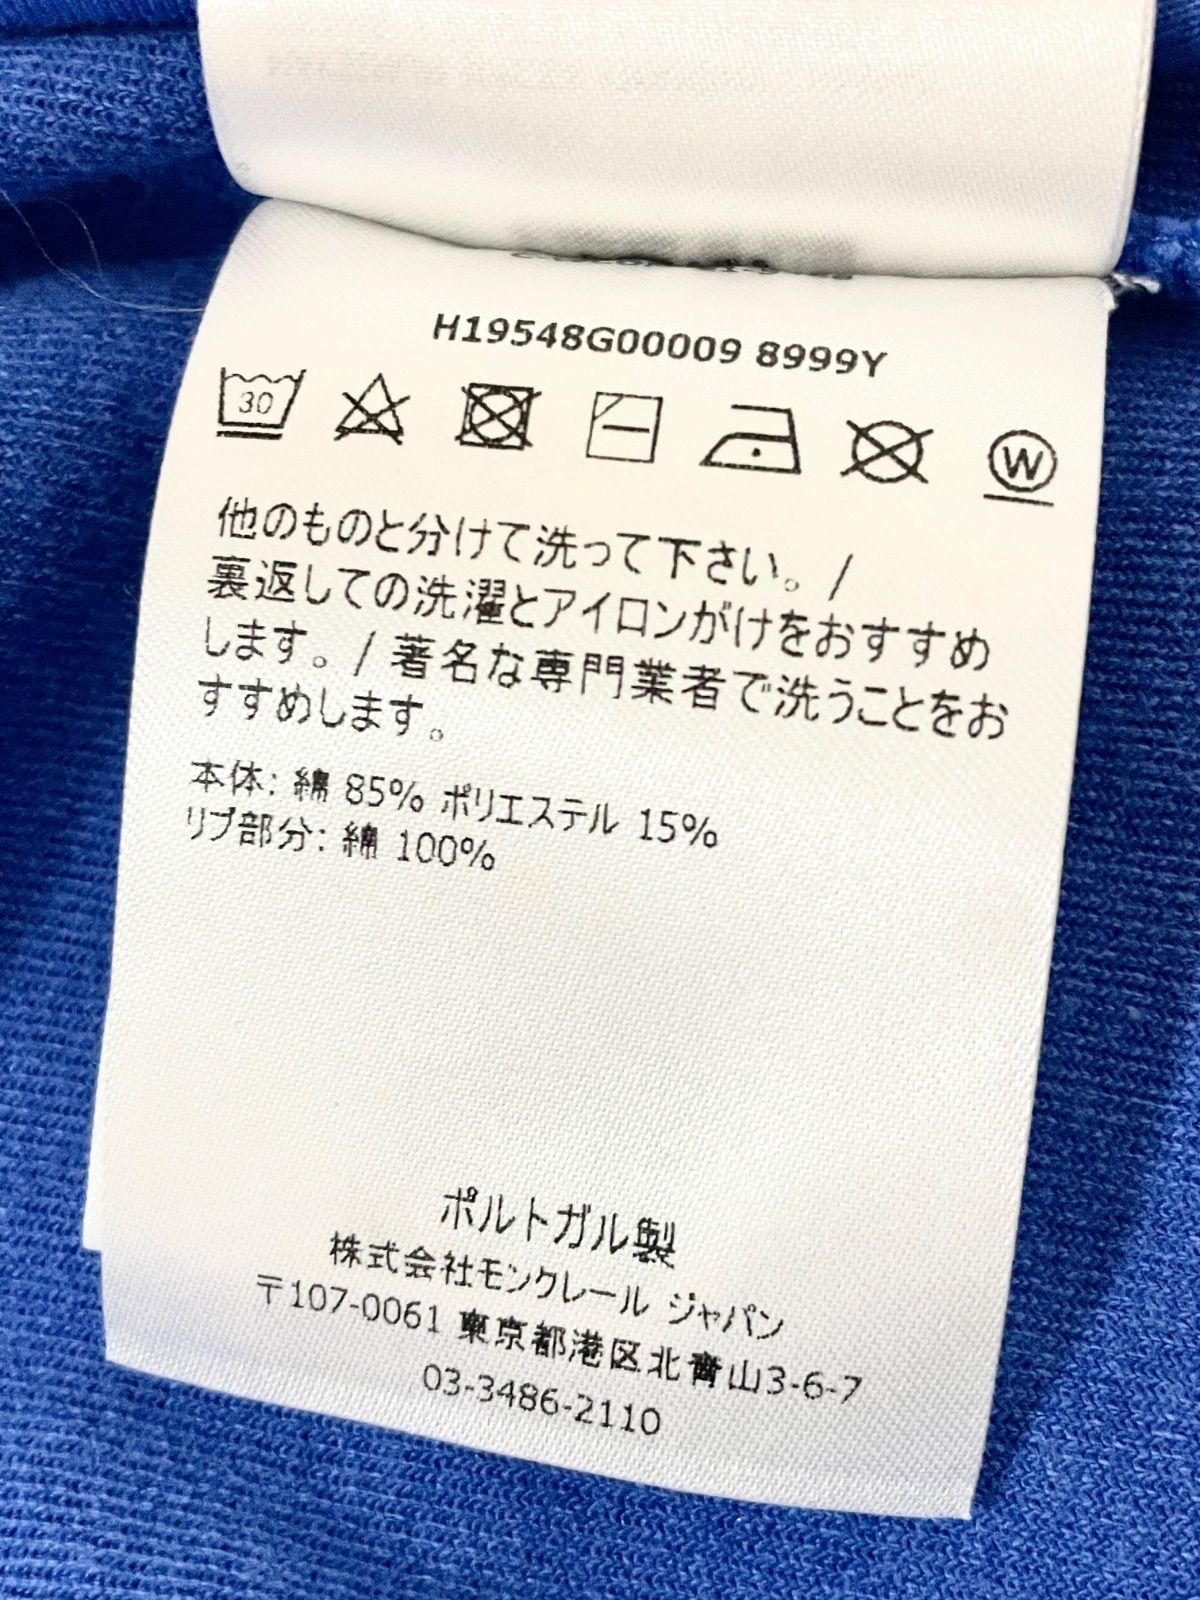 H19548G00009 8999Y
30
W
他のものと分けて洗って下さい。/
裏返しての洗濯とアイロンがけをおすすめ
します。/ 著名な専門業者で洗うことをお
すすめします。
本体: 綿 85% ポリエステル 15%
リブ部分: 綿 100%
ポルトガル製
株式会社モンクレール ジャパン
〒107-0061 東京都港区北青山3-6-7
03-3486-2110